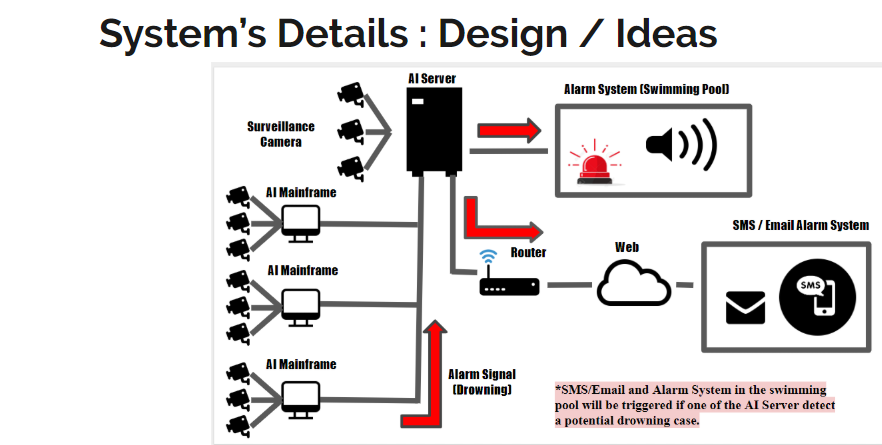 System's Details : Design / Ideas
AI Server
Alarm System (Swimming Pool)
Surveillance
Camera
AI Mainframe
SMS / Email Alarm System
Router
Web
SMS
AI Mainframe
AI Mainframe
Alarm Signal
(Drowning)
*SMS/Email and Alarm System in the swimming
pool will be triggered if one of the AI Server detect
a potential drowning case.